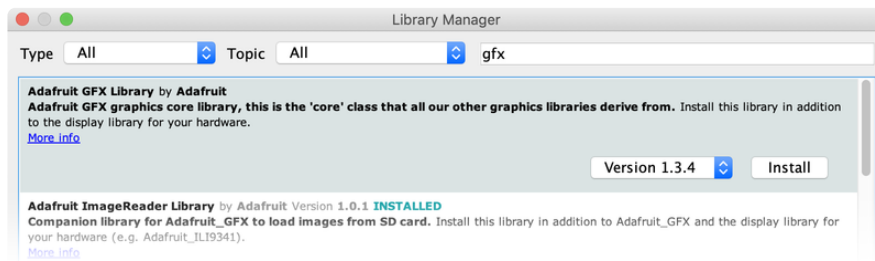 Library Manager
Type All Topic All gfx
Adafruit GFX Library by Adafruit
Adafruit GFX graphics core library, this is the 'core' class that all our other graphics libraries derive from. Install this library in addition
to the display library for your hardware.
More info
Version 1.3.4 Install
Adafruit ImageReader Library by Adafruit Version 1.0.1 INSTALLED
Companion library for Adafruit_GFX to load images from SD card. Install this library in addition to Adafruit_GFX and the display library for
your hardware (e.g. Adafruit_ILI9341).
More info